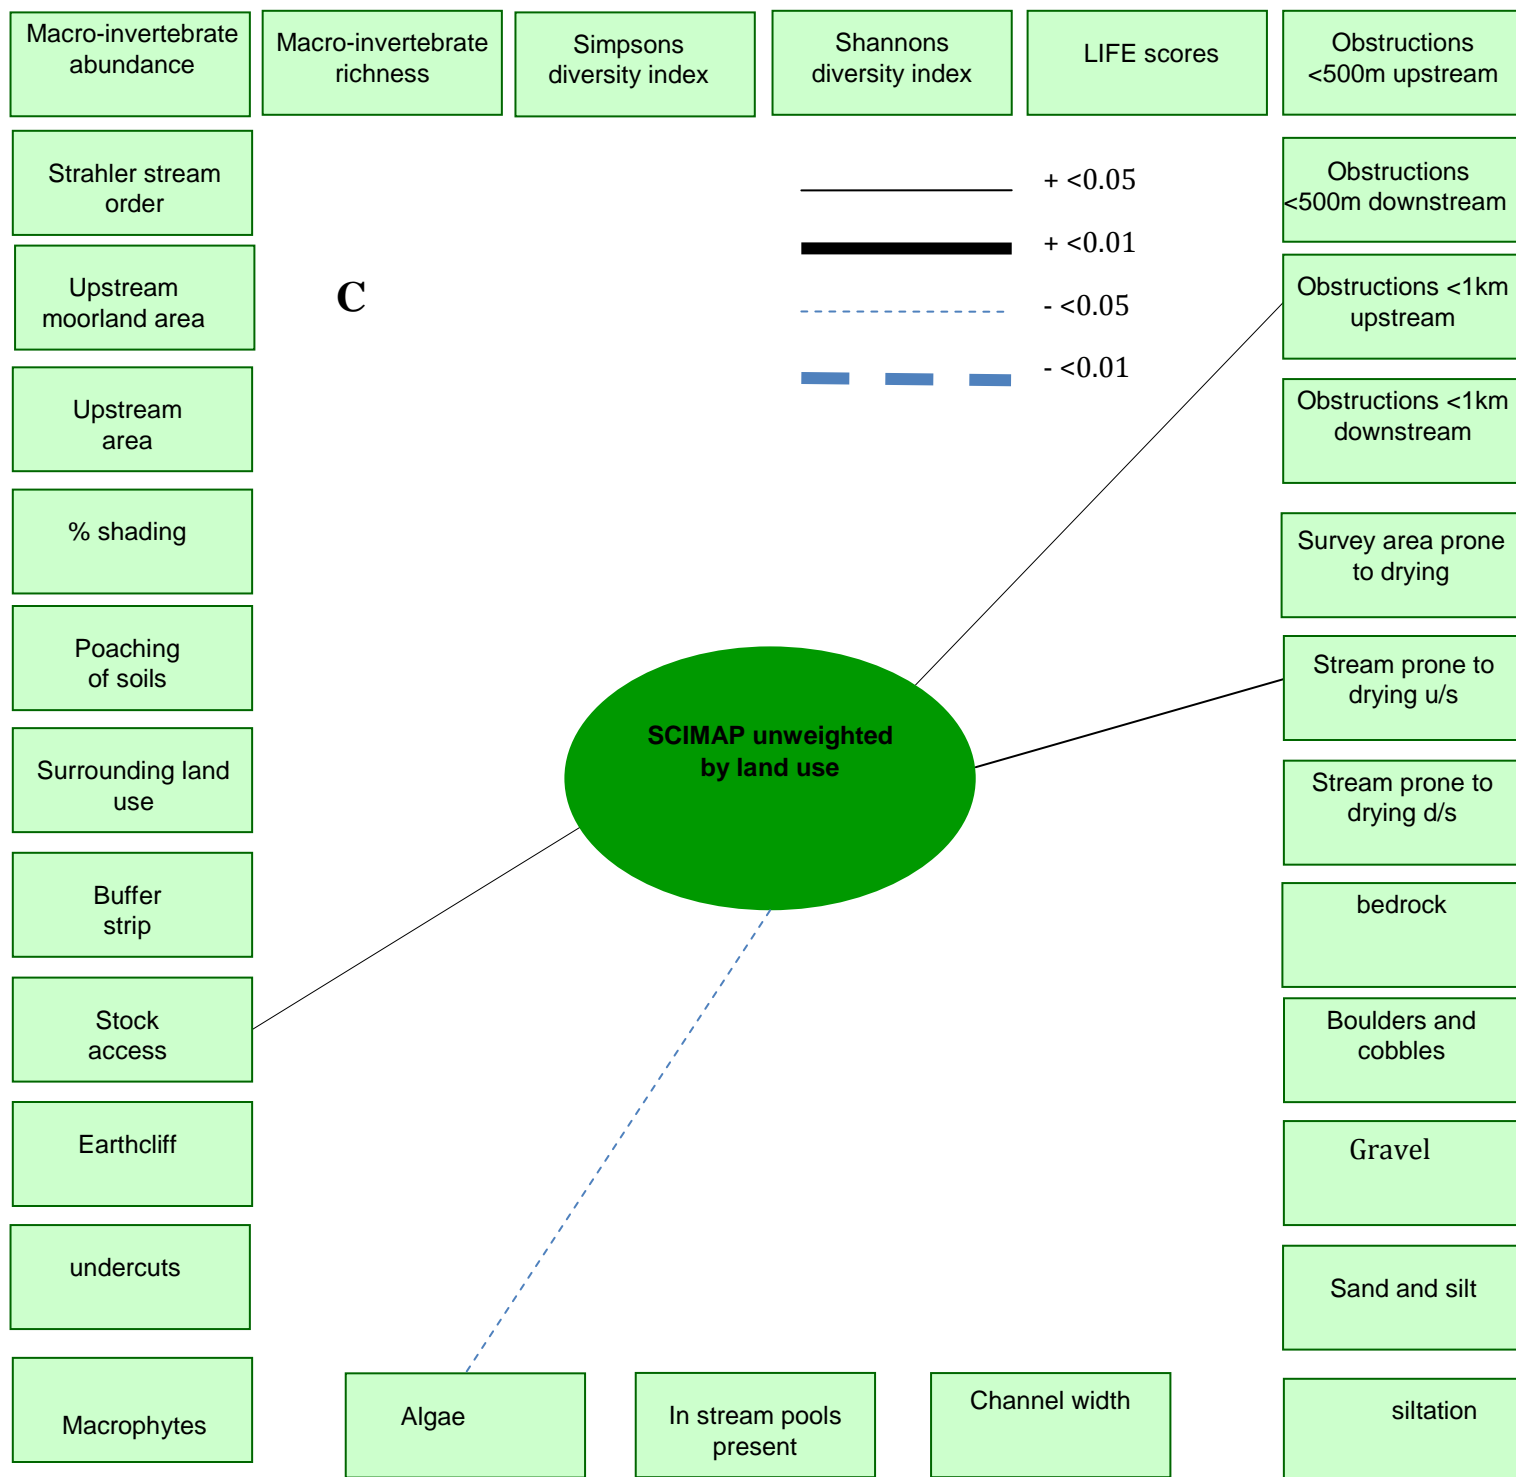 Macro-invertebrate
abundance
Macro-invertebrate
richness
Simpsons
diversity index
Shannons
diversity index
LIFE scores
Obstructions
<500m upstream
Strahler stream
order
+ <0.05
Obstructions
<500m downstream
Upstream
moorland area
C
+ <0.01
- <0.05
- <0.01
Obstructions <1km
upstream
Upstream
area
Obstructions <1km
downstream
% shading
Survey area prone
to drying
Poaching
of soils
Stream prone to
drying u/s
SCIMAP unweighted
by land use
Surrounding land
use
Stream prone to
drying d/s
Buffer
strip
bedrock
Stock
access
Boulders and
cobbles
Earthcliff
Gravel
undercuts
Sand and silt
Macrophytes
Algae
In stream pools
present
Channel width
siltation